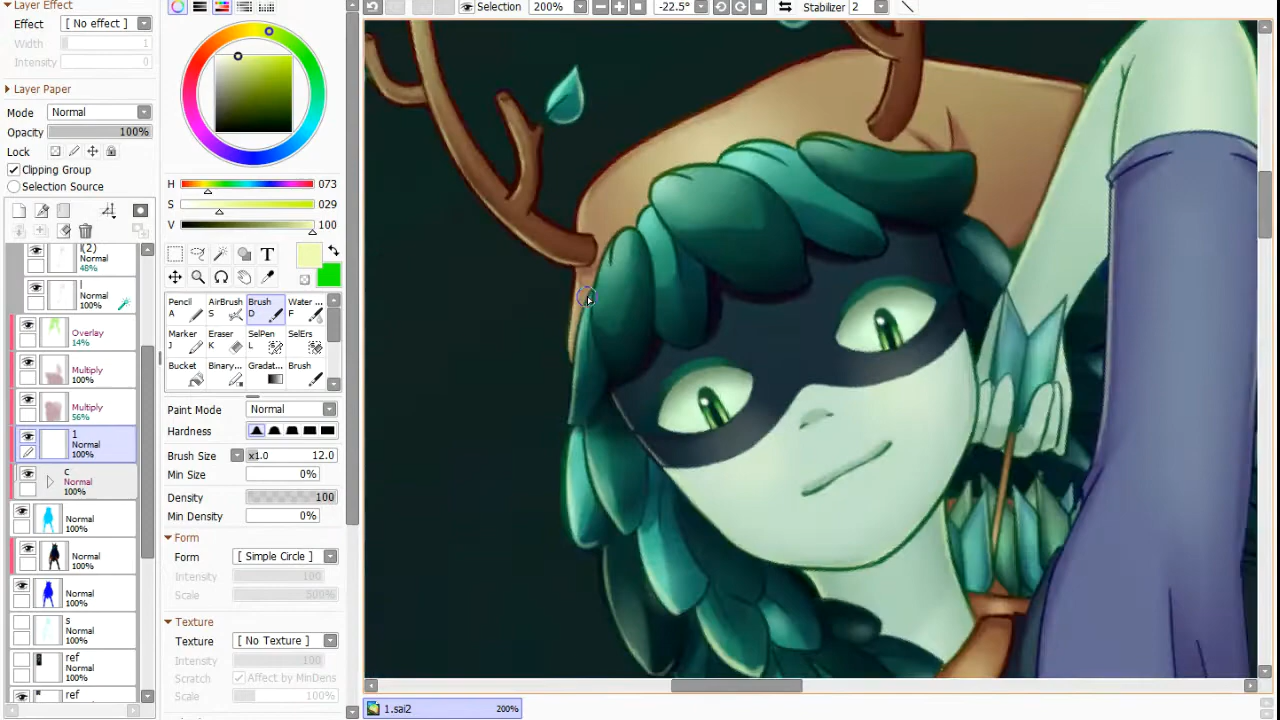 Layer Effect
Effect [ No Effect ]
Width 1
Intensity 0
Layer Paper
Mode Normal
Opacity 100%
Lock
Clipping Group
Selection Source
l(2)
48%
l
Normal
100%
Overlay
14%
Multiply
100%
Multiply
56%
1
Normal
100%
C
Normal
100%
Normal
100%
Normal
100%
Normal
100%
s
Normal
100%
ref
Normal
100%
ref
H 073
S 029
V 100
T
Pencil AirBrush Brush Water ...
A S D F
Marker Eraser SelPen SelErs
J K L
Bucket Binary... Gradat... Brush
Paint Mode Normal
Hardness
Brush Size x1.0 12.0
Min Size 0%
Density 100
Min Density 0%
Form
Form [ Simple Circle ]
Intensity 100
Scale 500%
Texture
Texture [ No Texture ]
Intensity 100
Scratch Affect by MinDens
Scale 100%
Selection 200% -22.5° Stabilizer 2
1.sai2 200%